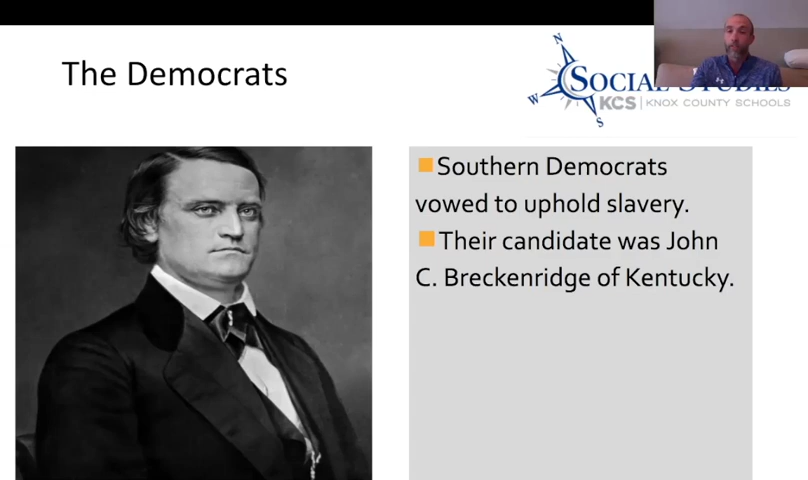 The Democrats
N
W
S
SOCIAL STUDIES
KCS | KNOX COUNTY SCHOOLS
Southern Democrats
vowed to uphold slavery.
Their candidate was John
C. Breckenridge of Kentucky.